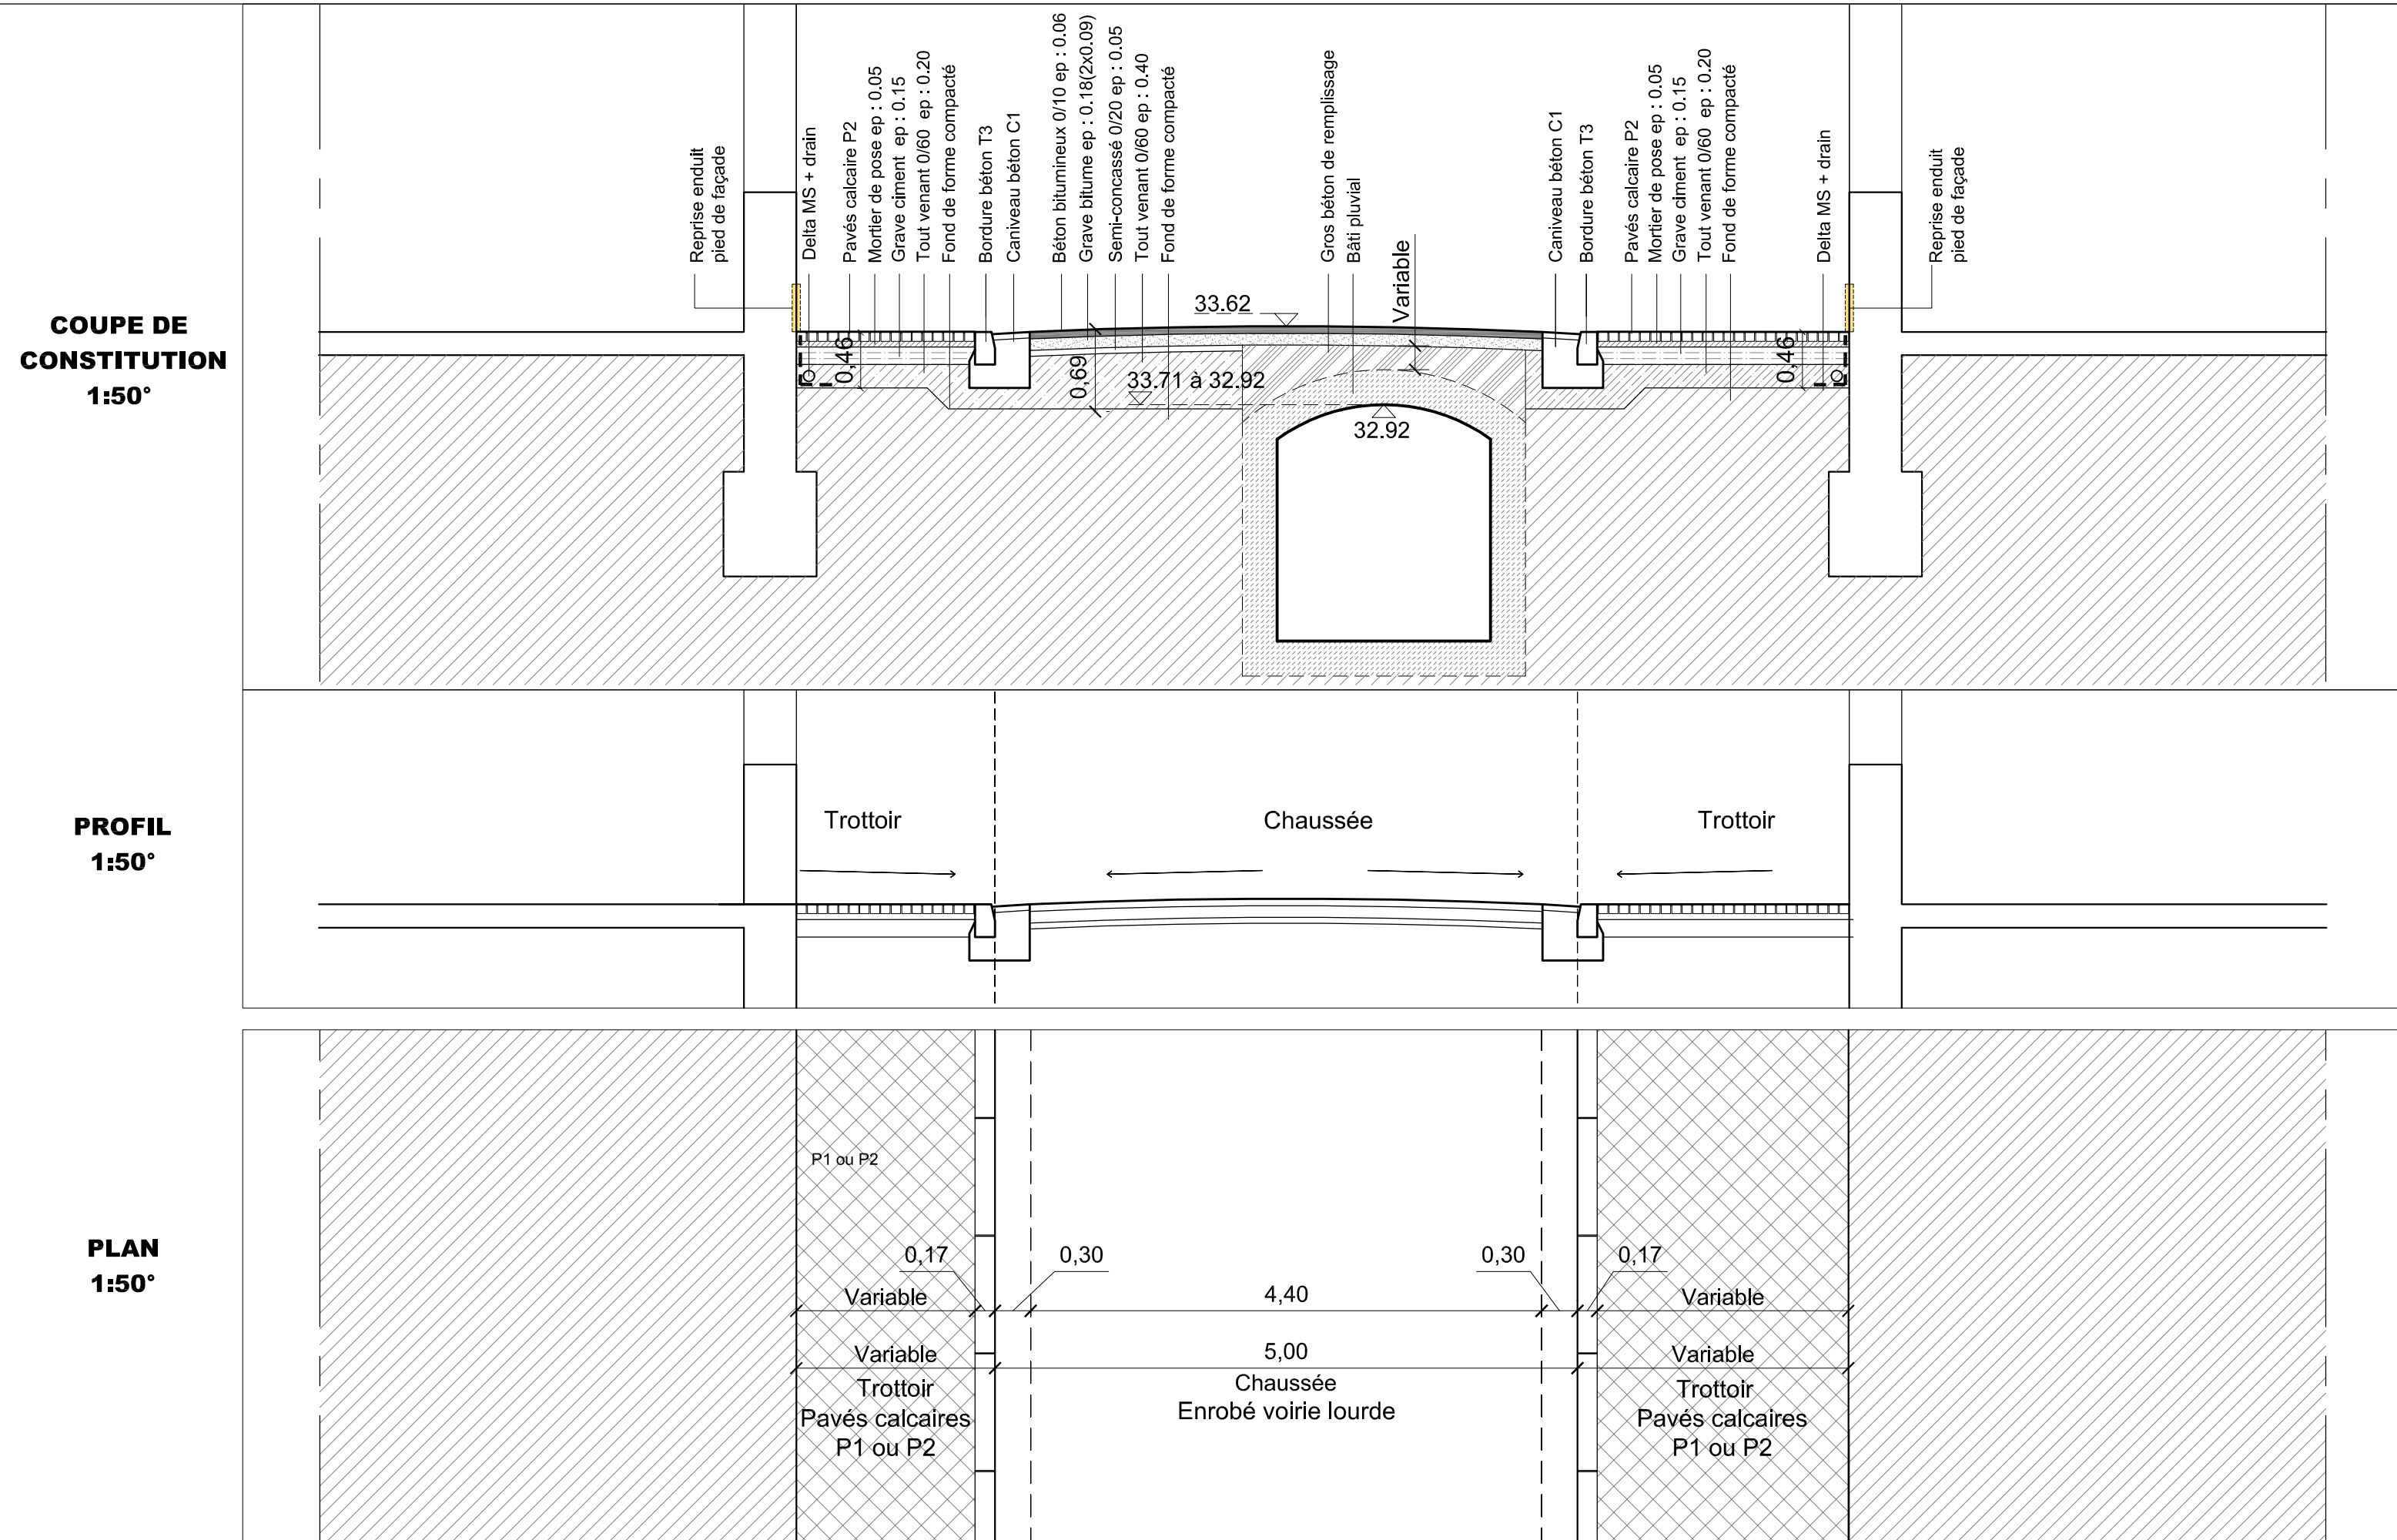 COUPE DE
CONSTITUTION
1:50°
Reprise enduit
pied de façade
Delta MS + drain
Pavés calcaire P2
Mortier de pose ep : 0.05
Grave ciment  ep : 0.15
Tout venant 0/60  ep : 0.20
Fond de forme compacté
Bordure béton T3
Caniveau béton C1
Béton bitumineux 0/10 ep : 0.06
Grave bitume ep : 0.18(2x0.09)
Semi-concassé 0/20 ep : 0.05
Tout venant 0/60 ep : 0.40
Fond de forme compacté
Gros béton de remplissage
Bâti pluvial
Variable
Caniveau béton C1
Bordure béton T3
Pavés calcaire P2
Mortier de pose ep : 0.05
Grave ciment  ep : 0.15
Tout venant 0/60  ep : 0.20
Fond de forme compacté
Delta MS + drain
Reprise enduit
pied de façade
33.62
0,46
0,69
33.71 à 32.92
32.92
0,46
PROFIL
1:50°
Trottoir
Chaussée
Trottoir
PLAN
1:50°
P1 ou P2
0,17
0,30
0,30
0,17
Variable
4,40
Variable
Variable
5,00
Variable
Trottoir
Pavés calcaires
P1 ou P2
Chaussée
Enrobé voirie lourde
Trottoir
Pavés calcaires
P1 ou P2